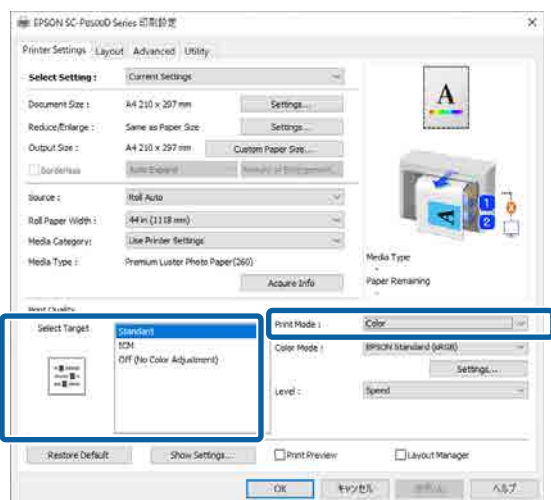 EPSON SC-P8500D Series 印刷設定
Printer Settings Layout Advanced Utility
Select Setting : Current Settings
Document Size : A4 210 x 297 mm Settings...
Reduce/Enlarge : Same as Paper Size Settings...
Output Size : A4 210 x 297 mm Custom Paper Size...
Borderless Auto Expand
Source : Roll Auto
Roll Paper Width : 44 in (1118 mm)
Media Category: Use Printer Settings
Media Type : Premium Luster Photo Paper(260)
Acquire Info
A
A
1
2
Media Type
-
Paper Remaining
-
Print Quality
Select Target
Standard
ICM
Off (No Color Adjustment)
Print Mode : Color
Color Mode : EPSON Standard (sRGB)
Settings...
Level : Speed
Restore Default Show Settings... Print Preview Layout Manager
OK キャンセル ヘルプ